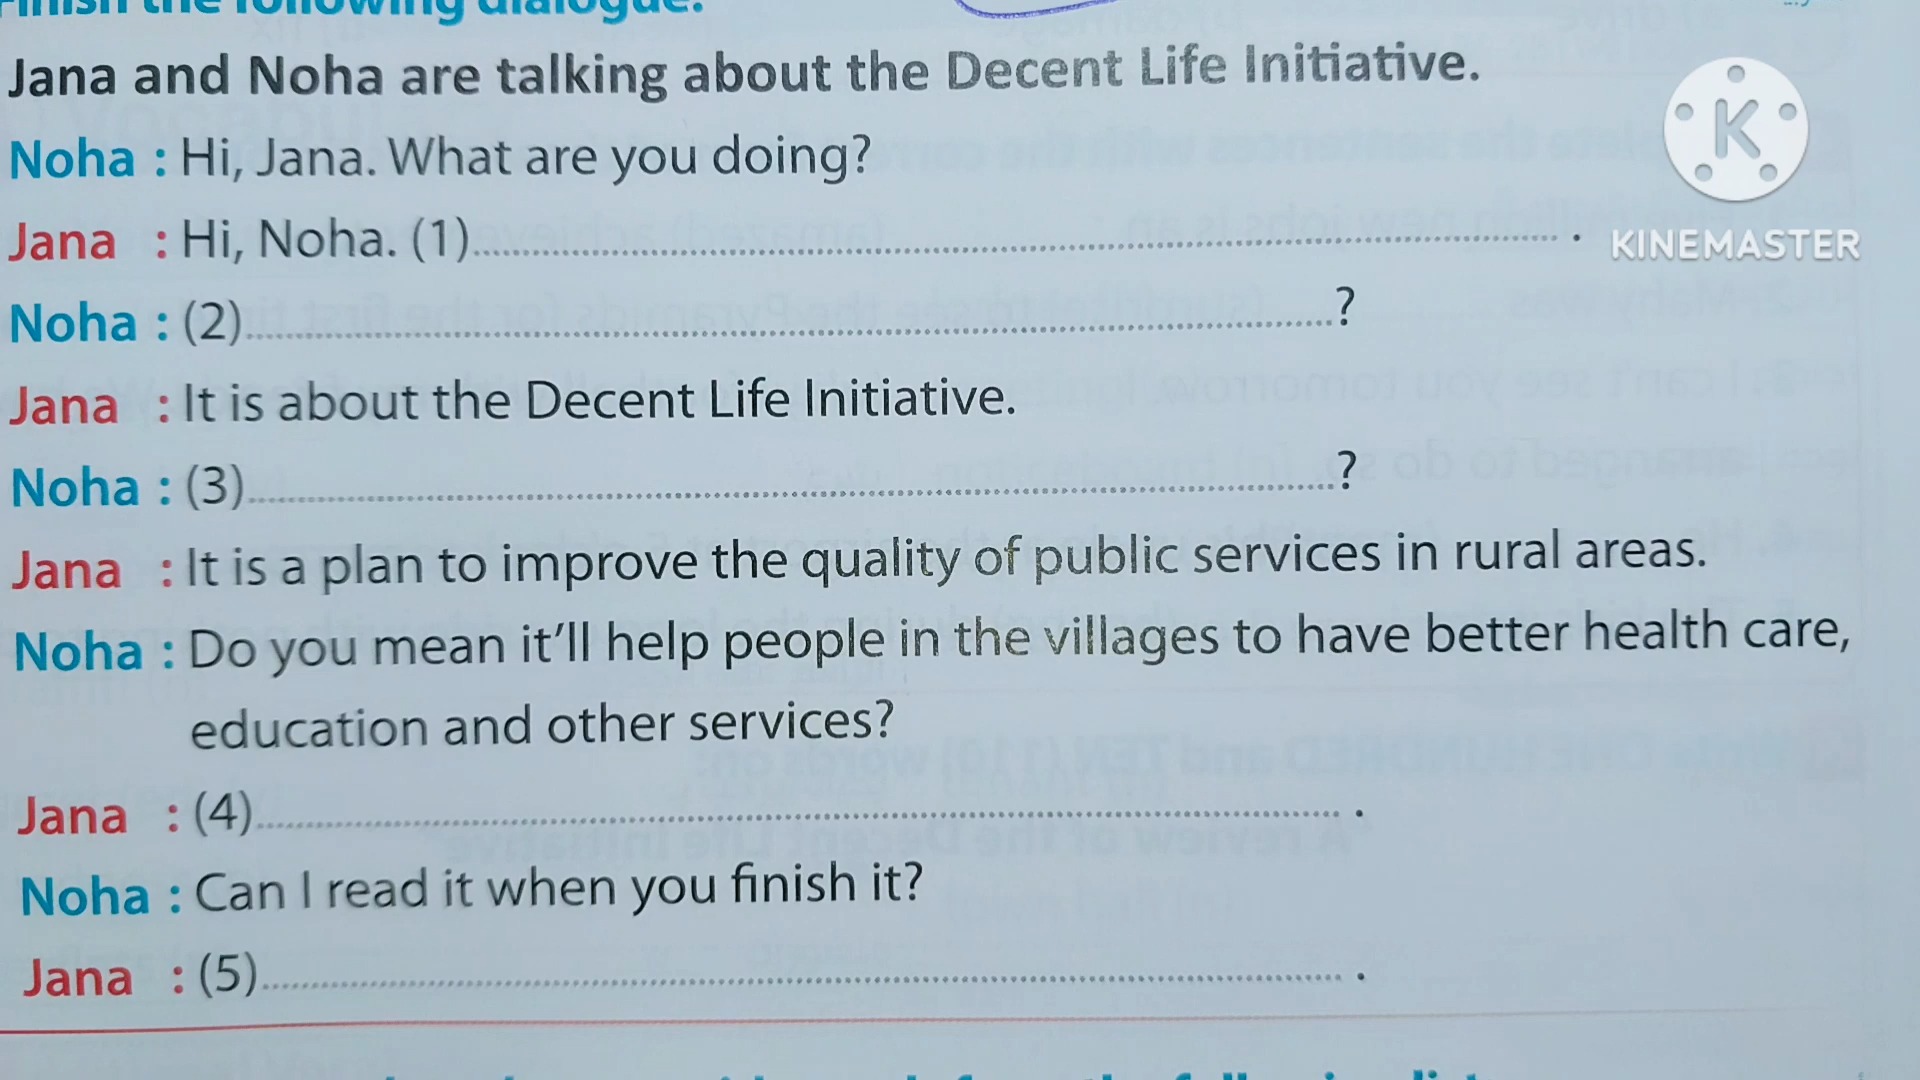 Finish the following dialogue.
Jana and Noha are talking about the Decent Life Initiative.
Noha : Hi, Jana. What are you doing?
Jana : Hi, Noha. (1).................................................. .
Noha : (2)..................................................?
Jana : It is about the Decent Life Initiative.
Noha : (3)..................................................?
Jana : It is a plan to improve the quality of public services in rural areas.
Noha : Do you mean it'll help people in the villages to have better health care,
education and other services?
Jana : (4).................................................. .
Noha : Can I read it when you finish it?
Jana : (5).................................................. .
K
KINEMASTER